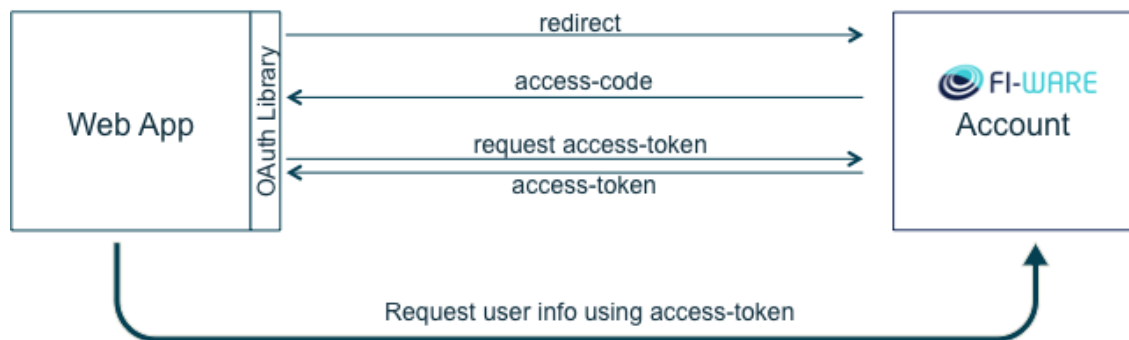 redirect
access-code
Web App
OAuth Library
FI-WARE
Account
request access-token
access-token
Request user info using access-token